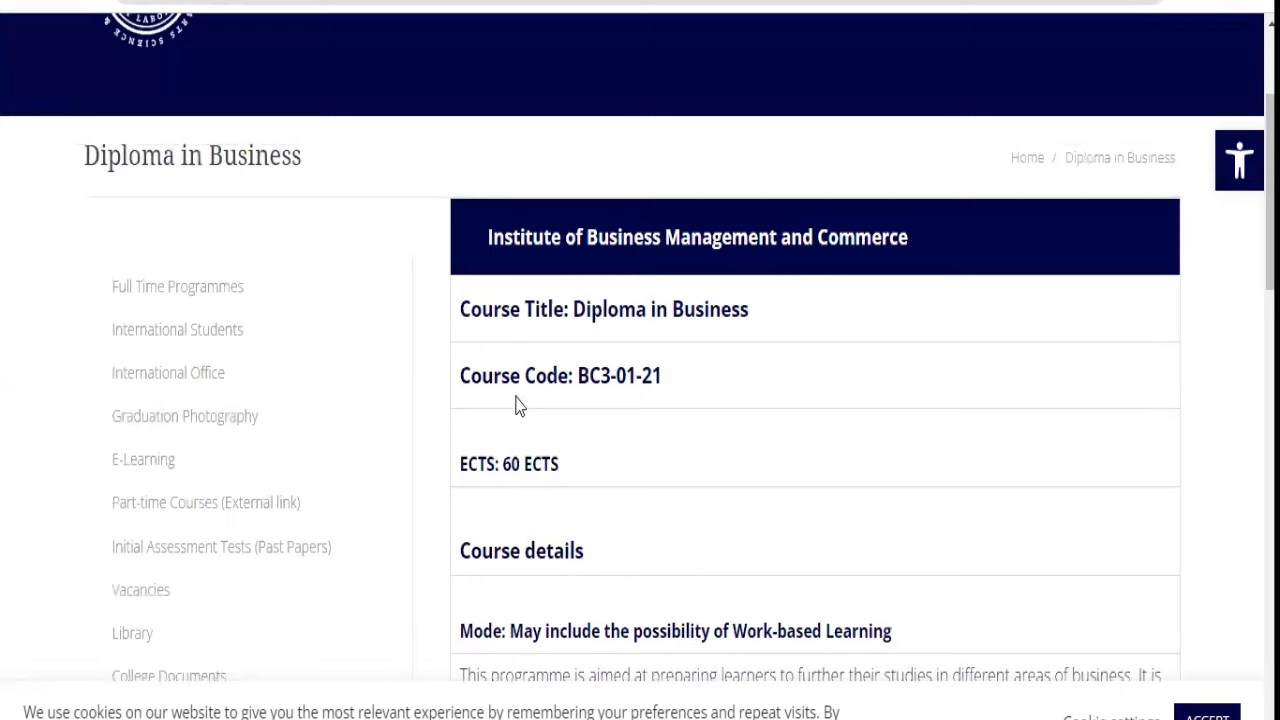 LABOR
ARTS SCIENCE
Diploma in Business
Home / Diploma in Business
Institute of Business Management and Commerce
Full Time Programmes
International Students
International Office
Graduation Photography
E-Learning
Part-time Courses (External link)
Initial Assessment Tests (Past Papers)
Vacancies
Library
College Documents
Course Title: Diploma in Business
Course Code: BC3-01-21
ECTS: 60 ECTS
Course details
Mode: May include the possibility of Work-based Learning
This programme is aimed at preparing learners to further their studies in different areas of business. It is
We use cookies on our website to give you the most relevant experience by remembering your preferences and repeat visits. By
Cookie settings
ACCEPT